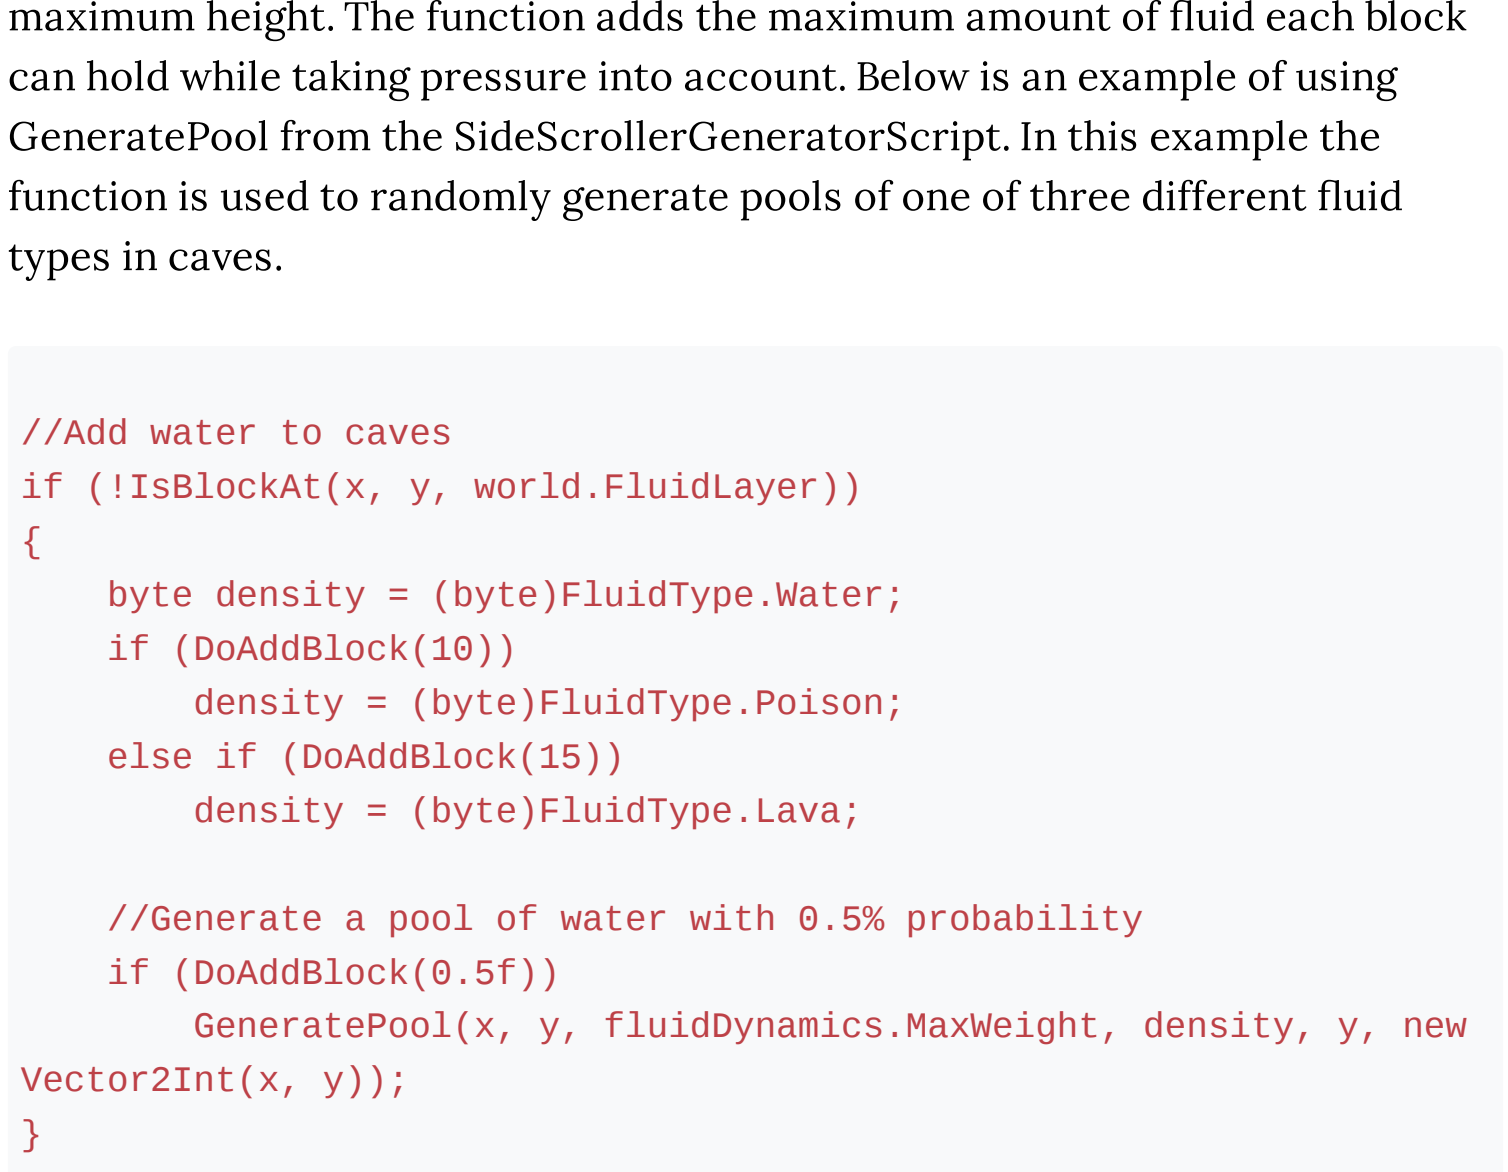 maximum height. The function adds the maximum amount of fluid each block
can hold while taking pressure into account. Below is an example of using
GeneratePool from the SideScrollerGeneratorScript. In this example the
function is used to randomly generate pools of one of three different fluid
types in caves.
//Add water to caves
if (!IsBlockAt(x, y, world.FluidLayer))
{
    byte density = (byte)FluidType.Water;
    if (DoAddBlock(10))
        density = (byte)FluidType.Poison;
    else if (DoAddBlock(15))
        density = (byte)FluidType.Lava;
    //Generate a pool of water with 0.5% probability
    if (DoAddBlock(0.5f))
        GeneratePool(x, y, fluidDynamics.MaxWeight, density, y, new
Vector2Int(x, y));
}